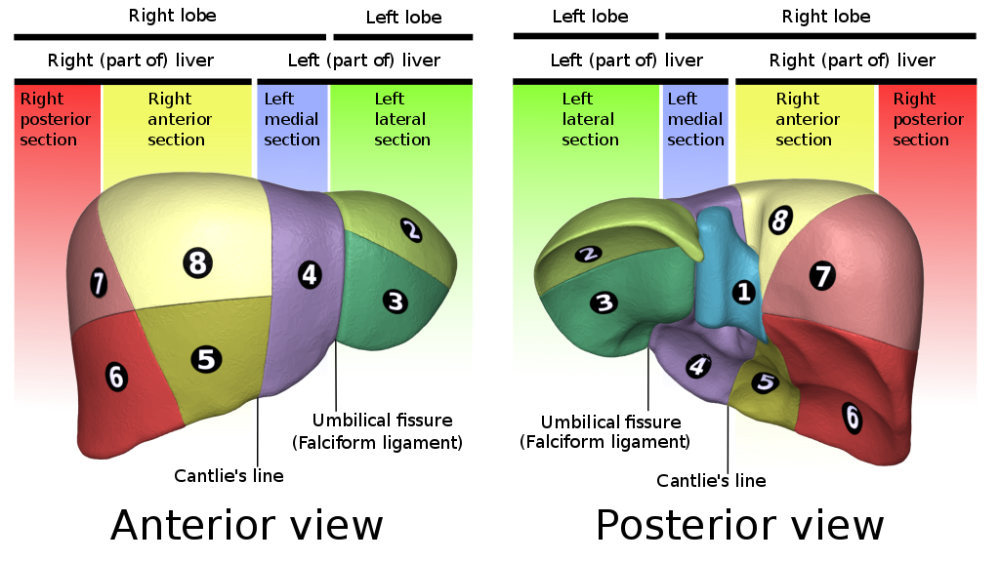 Right lobe
Left lobe
Right (part of) liver
Left (part of) liver
Right
posterior
section
Right
anterior
section
Left
medial
section
Left
lateral
section
8
7
4
2
3
5
6
Umbilical fissure
(Falciform ligament)
Cantlie's line
Anterior view
Left lobe
Right lobe
Left (part of) liver
Right (part of) liver
Left
lateral
section
Left
medial
section
Right
anterior
section
Right
posterior
section
2
3
1
8
7
4
5
6
Umbilical fissure
(Falciform ligament)
Cantlie's line
Posterior view